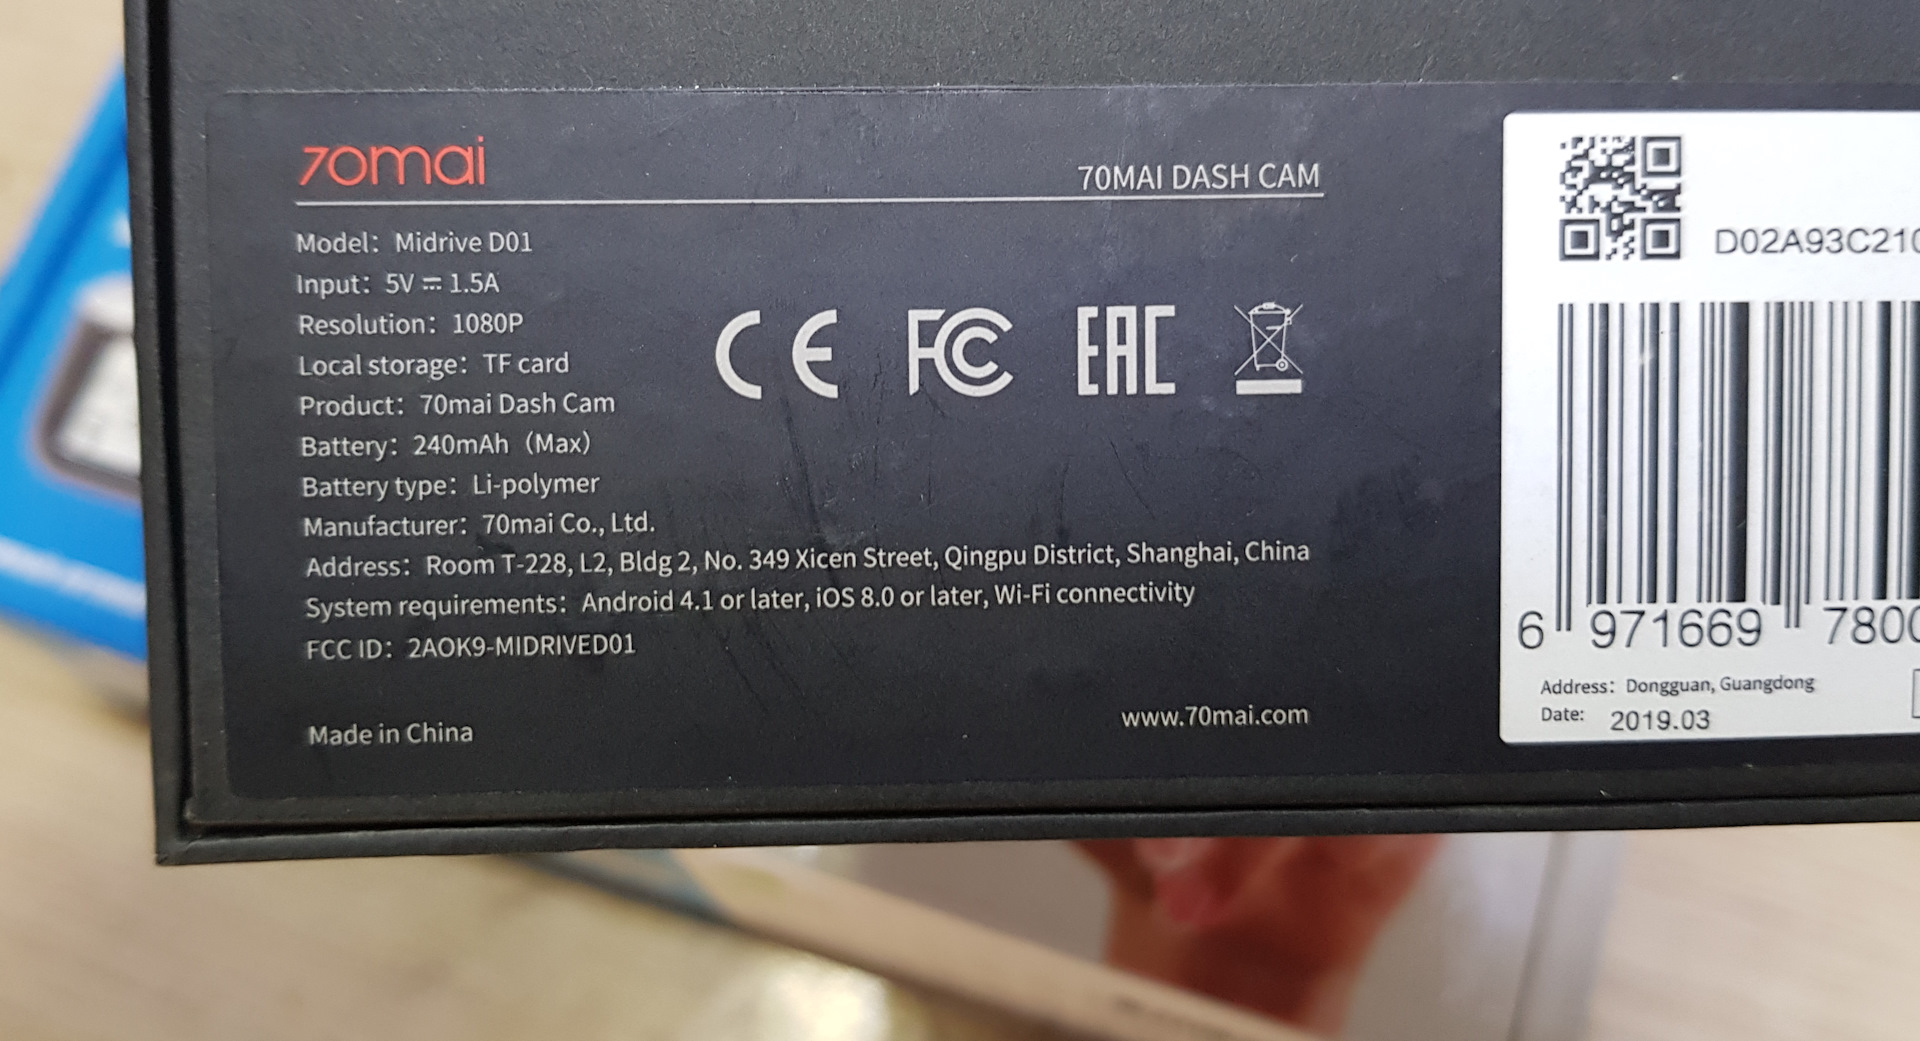 70mai
70MAI DASH CAM
Model： Midrive D01
Input： 5V ⎓ 1.5A
Resolution： 1080P
Local storage： TF card
Product： 70mai Dash Cam
Battery： 240mAh（Max）
Battery type： Li-polymer
Manufacturer： 70mai Co., Ltd.
Address： Room T-228, L2, Bldg 2, No. 349 Xicen Street, Qingpu District, Shanghai, China
System requirements： Android 4.1 or later, iOS 8.0 or later, Wi-Fi connectivity
FCC ID： 2AOK9-MIDRIVED01
CE FC EAC
Made in China
www.70mai.com
D02A93C210
6 971669 780
Address： Dongguan, Guangdong
Date： 2019.03